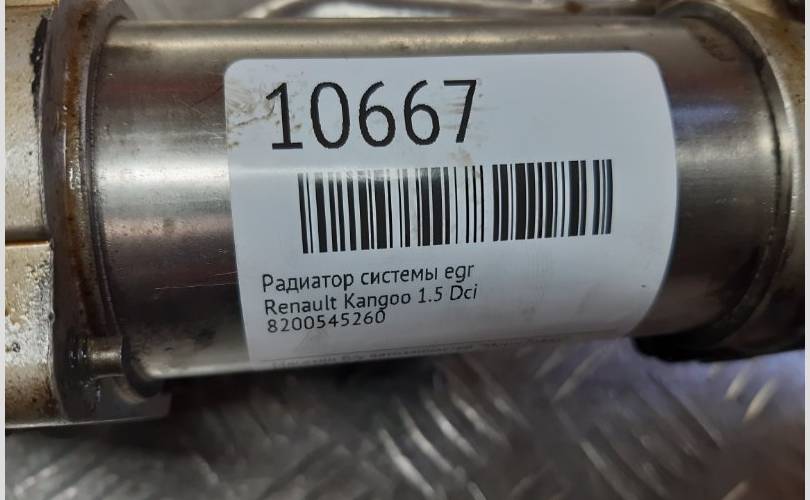 10667
Радиатор системы egr
Renault Kangoo 1.5 Dci
8200545260